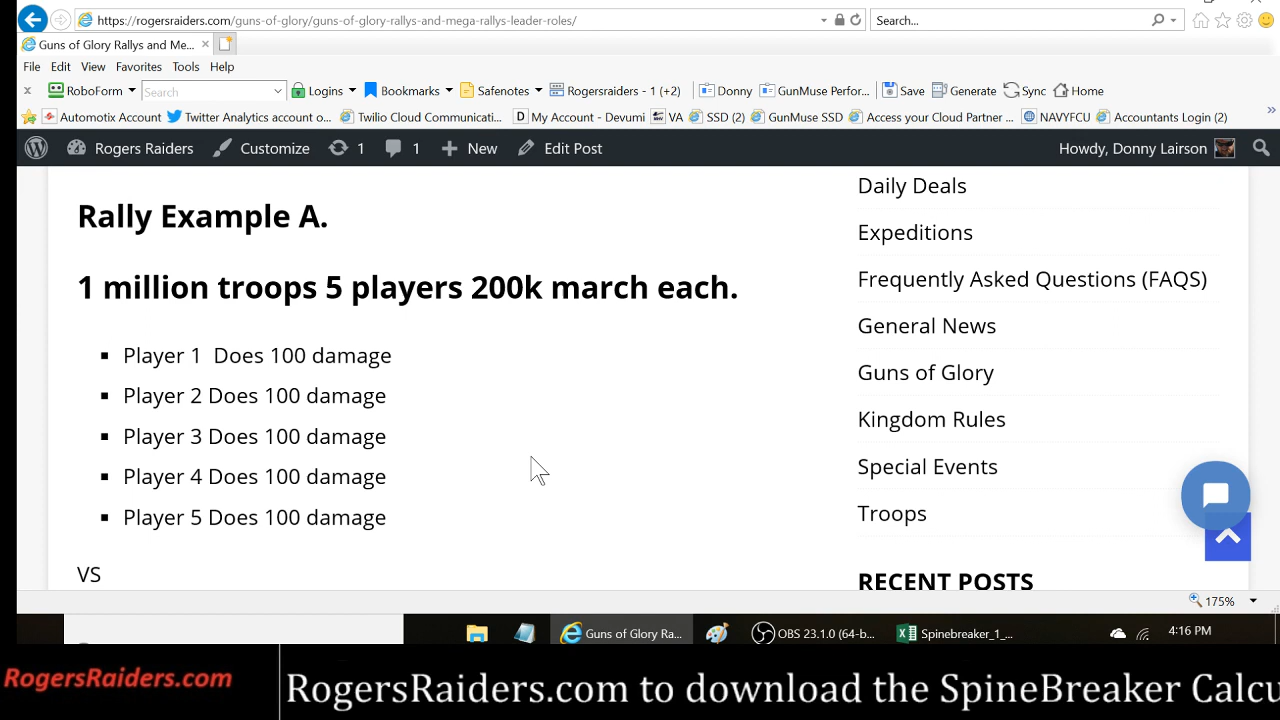 https://rogersraiders.com/guns-of-glory/guns-of-glory-rallys-and-mega-rallys-leader-roles/
Search...
Guns of Glory Rallys and Me...
File Edit View Favorites Tools Help
RoboForm Search Logins Bookmarks Safenotes Rogersraiders - 1 (+2) Donny GunMuse Perfor... Save Generate Sync Home
Automotix Account Twitter Analytics account o... Twilio Cloud Communicati... My Account - Devumi VA SSD (2) GunMuse SSD Access your Cloud Partner ... NAVYFCU Accountants Login (2)
Rogers Raiders Customize 1 1 New Edit Post Howdy, Donny Lairson
Rally Example A.
1 million troops 5 players 200k march each.
Player 1 Does 100 damage
Player 2 Does 100 damage
Player 3 Does 100 damage
Player 4 Does 100 damage
Player 5 Does 100 damage
VS
Daily Deals
Expeditions
Frequently Asked Questions (FAQS)
General News
Guns of Glory
Kingdom Rules
Special Events
Troops
RECENT POSTS
175%
Guns of Glory Ra... OBS 23.1.0 (64-b... Spinebreaker_1_... 4:16 PM
RogersRaiders.com
RogersRaiders.com to download the SpineBreaker Calcu